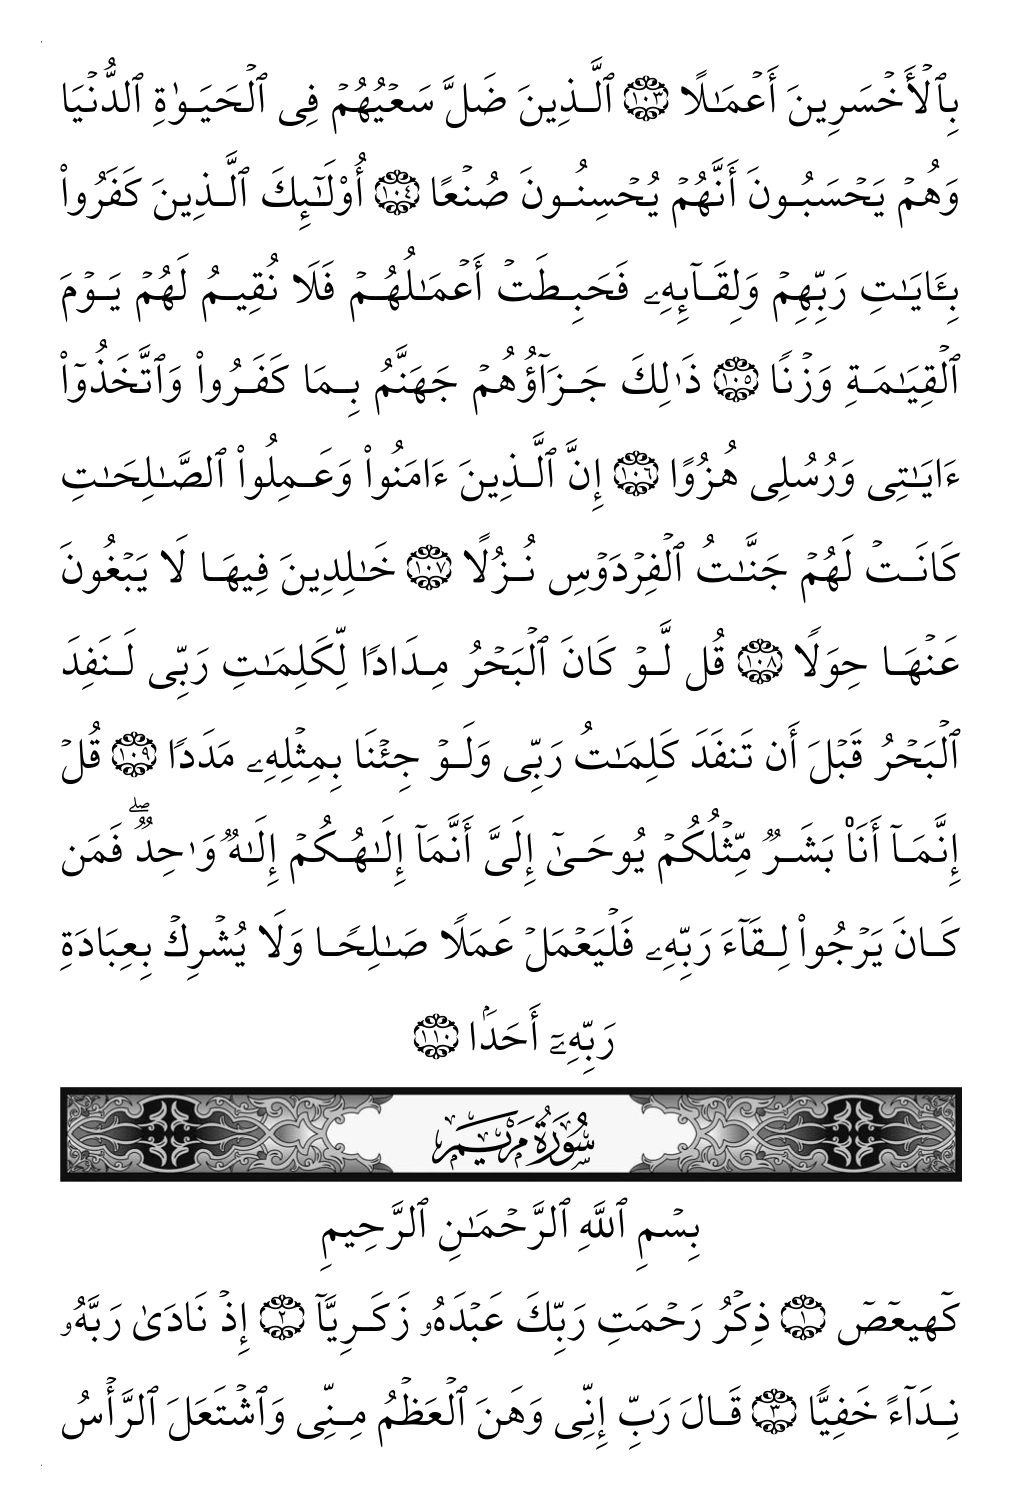 بِٱلْأَخْسَرِينَ أَعْمَـٰلًا ١٠٣ ٱلَّذِينَ ضَلَّ سَعْيُهُمْ فِى ٱلْحَيَوٰةِ ٱلدُّنْيَا
وَهُمْ يَحْسَبُونَ أَنَّهُمْ يُحْسِنُونَ صُنْعًا ١٠٤ أُو۟لَـٰٓئِكَ ٱلَّذِينَ كَفَرُوا۟
بِـَٔايَـٰتِ رَبِّهِمْ وَلِقَآئِهِۦ فَحَبِطَتْ أَعْمَـٰلُهُمْ فَلَا نُقِيمُ لَهُمْ يَوْمَ
ٱلْقِيَـٰمَةِ وَزْنًا ١٠٥ ذَٰلِكَ جَزَآؤُهُمْ جَهَنَّمُ بِمَا كَفَرُوا۟ وَٱتَّخَذُوٓا۟
ءَايَـٰتِى وَرُسُلِى هُزُوًا ١٠٦ إِنَّ ٱلَّذِينَ ءَامَنُوا۟ وَعَمِلُوا۟ ٱلصَّـٰلِحَـٰتِ
كَانَتْ لَهُمْ جَنَّـٰتُ ٱلْفِرْدَوْسِ نُزُلًا ١٠٧ خَـٰلِدِينَ فِيهَا لَا يَبْغُونَ
عَنْهَا حِوَلًا ١٠٨ قُل لَّوْ كَانَ ٱلْبَحْرُ مِدَادًا لِّكَلِمَـٰتِ رَبِّى لَنَفِدَ
ٱلْبَحْرُ قَبْلَ أَن تَنفَدَ كَلِمَـٰتُ رَبِّى وَلَوْ جِئْنَا بِمِثْلِهِۦ مَدَدًا ١٠٩ قُلْ
إِنَّمَآ أَنَا۠ بَشَرٌ مِّثْلُكُمْ يُوحَىٰٓ إِلَىَّ أَنَّمَآ إِلَـٰهُكُمْ إِلَـٰهٌ وَٰحِدٌ ۖ فَمَن
كَانَ يَرْجُوا۟ لِقَآءَ رَبِّهِۦ فَلْيَعْمَلْ عَمَلًا صَـٰلِحًا وَلَا يُشْرِكْ بِعِبَادَةِ
رَبِّهِۦٓ أَحَدًۢا ١١٠
سُورَةُ مَرْيَم
بِسْمِ ٱللَّهِ ٱلرَّحْمَـٰنِ ٱلرَّحِيمِ
كٓهيعٓصٓ ١ ذِكْرُ رَحْمَتِ رَبِّكَ عَبْدَهُۥ زَكَرِيَّآ ٢ إِذْ نَادَىٰ رَبَّهُۥ
نِدَآءً خَفِيًّا ٣ قَالَ رَبِّ إِنِّى وَهَنَ ٱلْعَظْمُ مِنِّى وَٱشْتَعَلَ ٱلرَّأْسُ